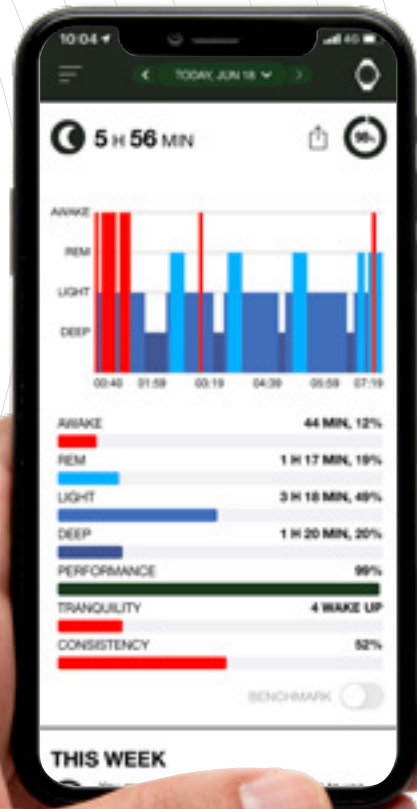 10:04 4G
TODAY, JUN 18
5 H 56 MIN 98%
AWAKE
REM
LIGHT
DEEP
00:40 01:59 03:19 04:39 05:59 07:19
AWAKE 44 MIN, 12%
REM 1 H 17 MIN, 19%
LIGHT 3 H 18 MIN, 49%
DEEP 1 H 20 MIN, 20%
PERFORMANCE 99%
TRANQUILITY 4 WAKE UP
CONSISTENCY 52%
BENCHMARK
THIS WEEK